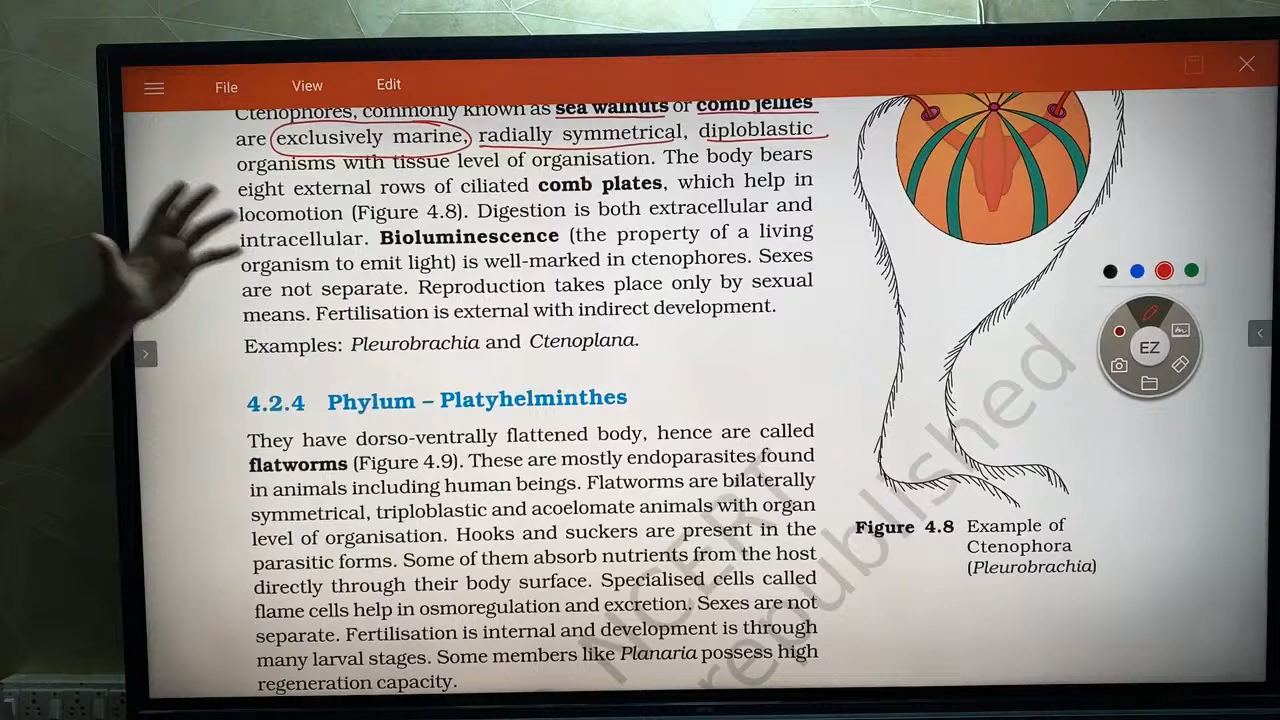 File View Edit
Ctenophores, commonly known as sea walnuts or comb jellies
are exclusively marine, radially symmetrical, diploblastic
organisms with tissue level of organisation. The body bears
eight external rows of ciliated comb plates, which help in
locomotion (Figure 4.8). Digestion is both extracellular and
intracellular. Bioluminescence (the property of a living
organism to emit light) is well-marked in ctenophores. Sexes
are not separate. Reproduction takes place only by sexual
means. Fertilisation is external with indirect development.
Examples: Pleurobrachia and Ctenoplana.
4.2.4 Phylum – Platyhelminthes
They have dorso-ventrally flattened body, hence are called
flatworms (Figure 4.9). These are mostly endoparasites found
in animals including human beings. Flatworms are bilaterally
symmetrical, triploblastic and acoelomate animals with organ
level of organisation. Hooks and suckers are present in the
parasitic forms. Some of them absorb nutrients from the host
directly through their body surface. Specialised cells called
flame cells help in osmoregulation and excretion. Sexes are not
separate. Fertilisation is internal and development is through
many larval stages. Some members like Planaria possess high
regeneration capacity.
Figure 4.8 Example of
Ctenophora
(Pleurobrachia)
EZ
NCERT
republished